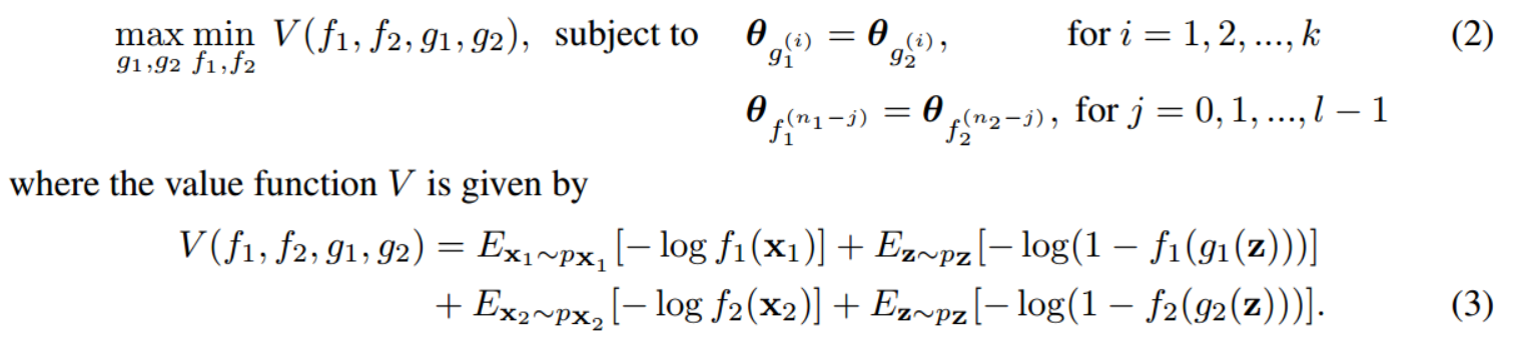 max min V(f₁, f₂, g₁, g₂), subject to θ_{g₁^{(i)}} = θ_{g₂^{(i)}}, for i = 1, 2, ..., k (2)
g₁,g₂ f₁,f₂
θ_{f₁^{(n₁−j)}} = θ_{f₂^{(n₂−j)}}, for j = 0, 1, ..., l − 1
where the value function V is given by
V(f₁, f₂, g₁, g₂) = E_{x₁∼p_{x₁}}[− log f₁(x₁)] + E_{z∼p_z}[− log(1 − f₁(g₁(z)))]
+ E_{x₂∼p_{x₂}}[− log f₂(x₂)] + E_{z∼p_z}[− log(1 − f₂(g₂(z)))]. (3)